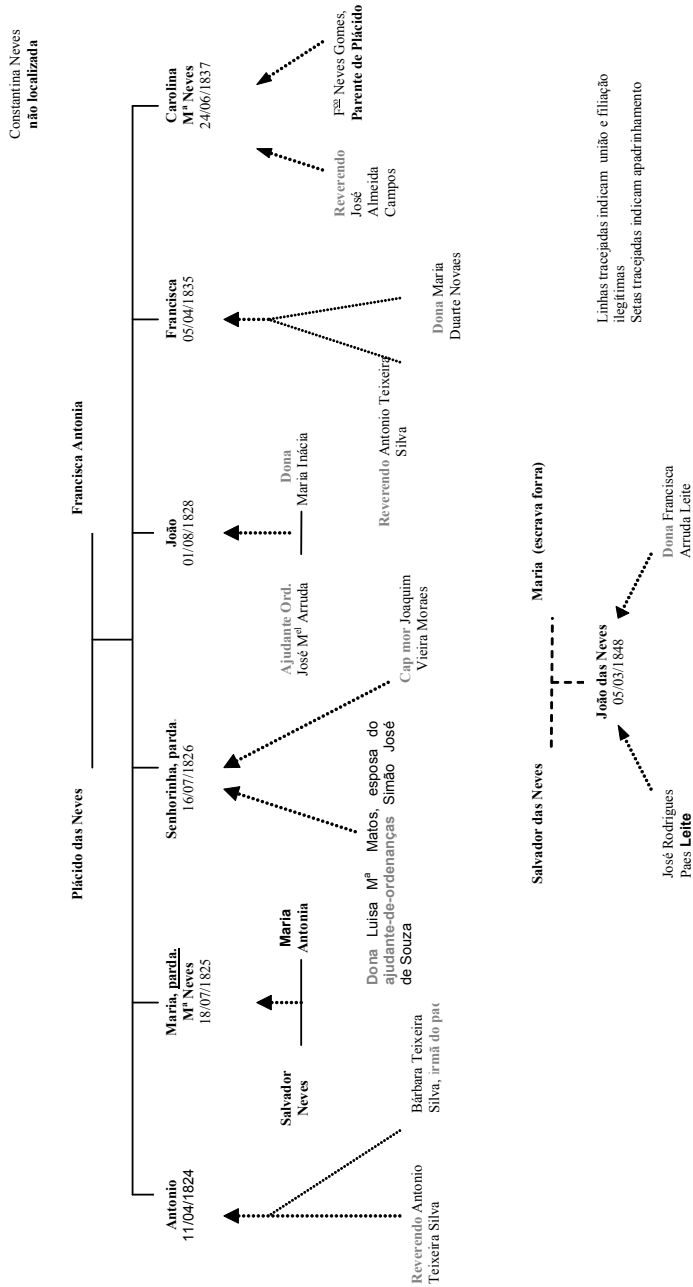 Constantina Neves
não localizada
Plácido das Neves
Francisca Antonia
Antonio
11/04/1824
Maria, parda.
Mª Neves
18/07/1825
Senhorinha, parda.
16/07/1826
João
01/08/1828
Francisca
05/04/1835
Carolina
Mª Neves
24/06/1837
Reverendo Antonio
Teixeira Silva
Bárbara Teixeira
Silva, irmã do pad
Salvador
Neves
Maria
Antonia
Dona Luisa Mª Matos, esposa do
ajudante-de-ordenanças Simão José
de Souza
Cap mor Joaquim
Vieira Moraes
Ajudante Ord.
José Mel Arruda
Dona
Maria Inácia
Reverendo Antonio Teixeira
Silva
Dona Maria
Duarte Novaes
Reverendo
José
Almeida
Campos
Fco Neves Gomes,
Parente de Plácido
Salvador das Neves
Maria (escrava forra)
João das Neves
05/03/1848
José Rodrigues
Paes Leite
Dona Francisca
Arruda Leite
Linhas tracejadas indicam união e filiação
ilegítimas
Setas tracejadas indicam apadrinhamento